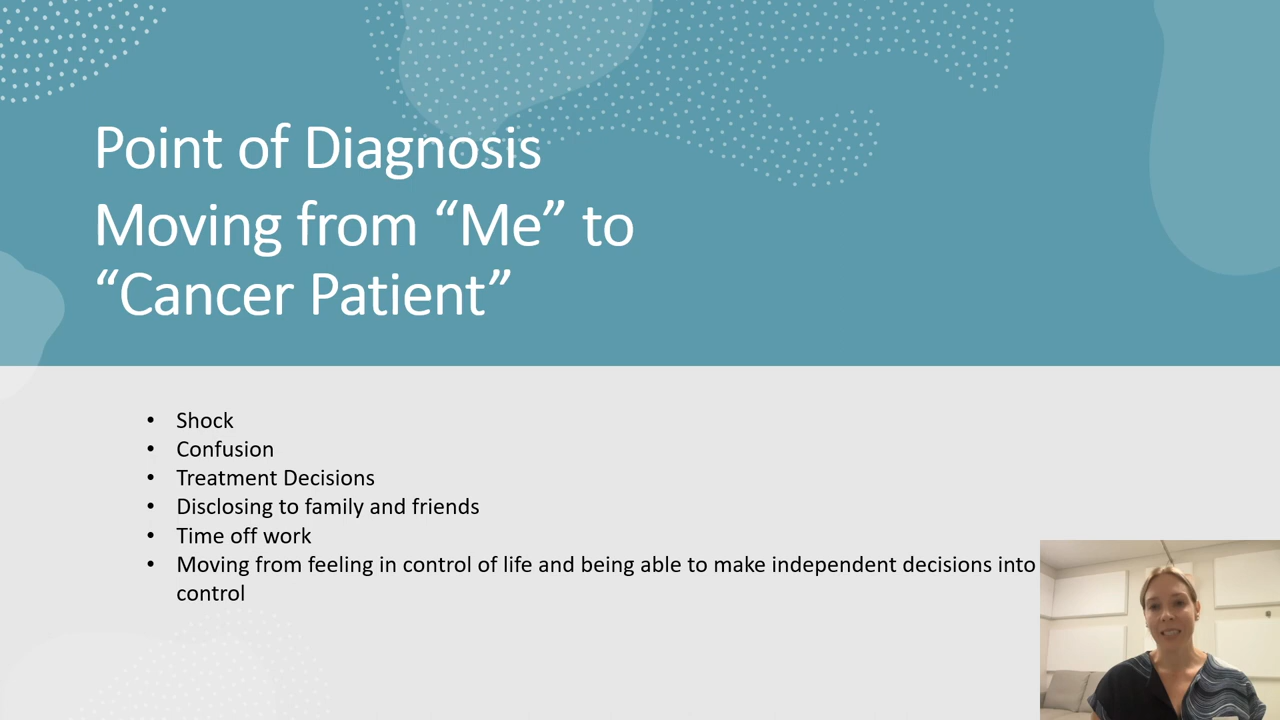 Point of Diagnosis
Moving from “Me” to
“Cancer Patient”
• Shock
• Confusion
• Treatment Decisions
• Disclosing to family and friends
• Time off work
• Moving from feeling in control of life and being able to make independent decisions into
control